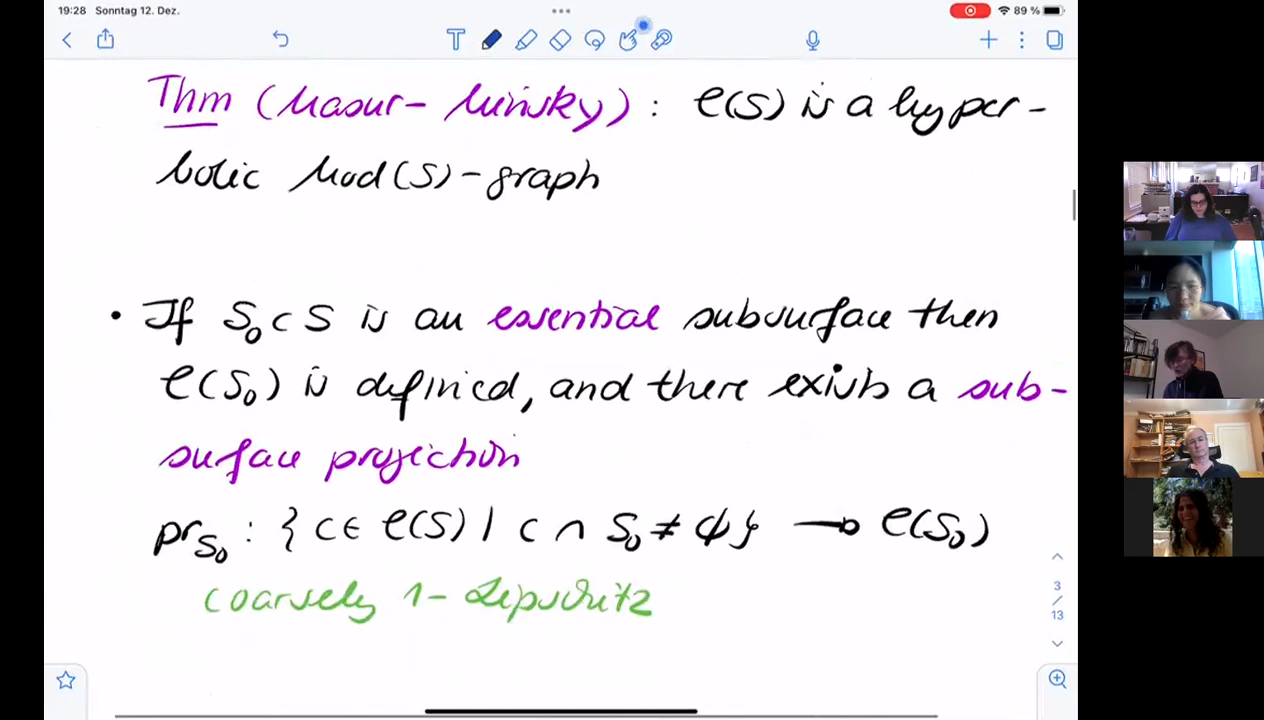 19:28 Sonntag 12. Dez.
89 %
T
Thm (Masur-Minsky): C(S) is a hyper-
bolic Mod(S)-graph
• If S₀ ⊂ S is an essential subsurface then
C(S₀) is defined, and there exists a sub-
surface projection
pr_S₀ : { c ∈ C(S) | c ∩ S₀ ≠ ∅ } → C(S₀)
coarsely 1-Lipschitz
3
/
13